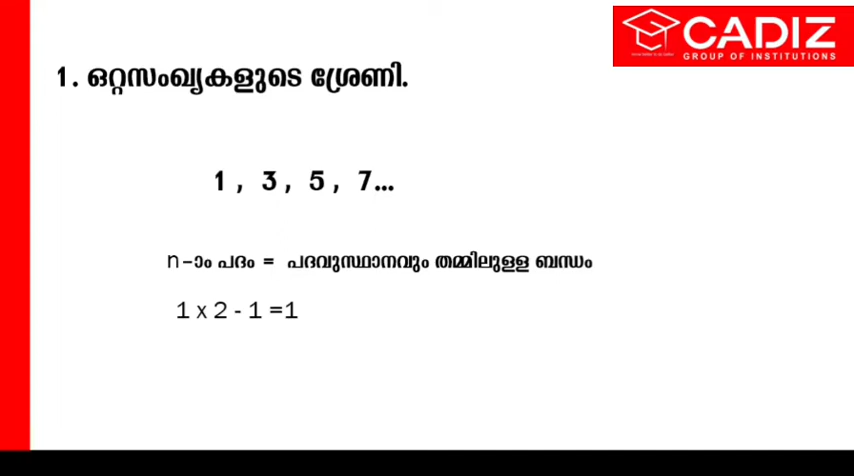 CADIZ
GROUP OF INSTITUTIONS
1. ഒറ്റസംഖ്യകളുടെ ശ്രേണി.
1 , 3 , 5 , 7...
n-ാം പദം = പദവുസ്ഥാനവും തമ്മിലുളള ബന്ധം
1 x 2 - 1 =1